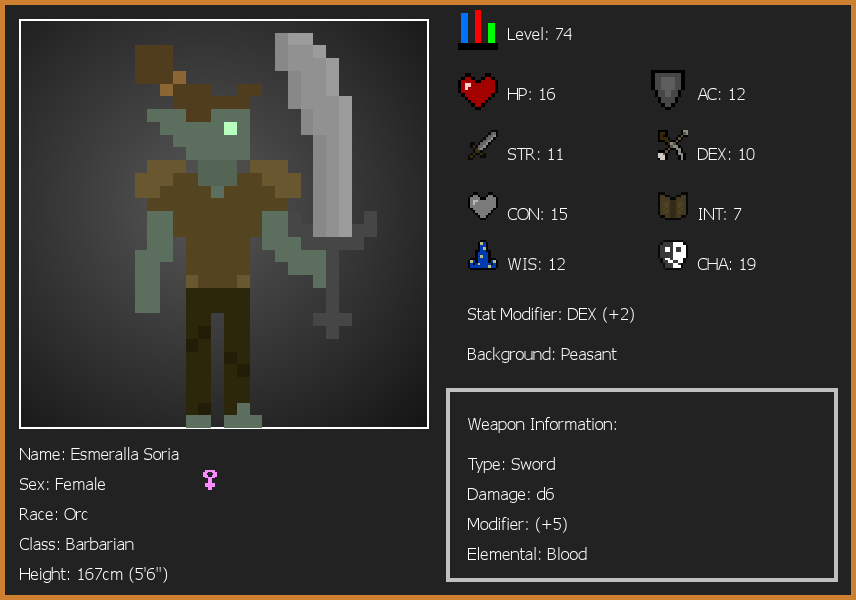 Level: 74
HP: 16
AC: 12
STR: 11
DEX: 10
CON: 15
INT: 7
WIS: 12
CHA: 19
Stat Modifier: DEX (+2)
Background: Peasant
Weapon Information:
Type: Sword
Damage: d6
Modifier: (+5)
Elemental: Blood
Name: Esmeralla Soria
Sex: Female
Race: Orc
Class: Barbarian
Height: 167cm (5'6")